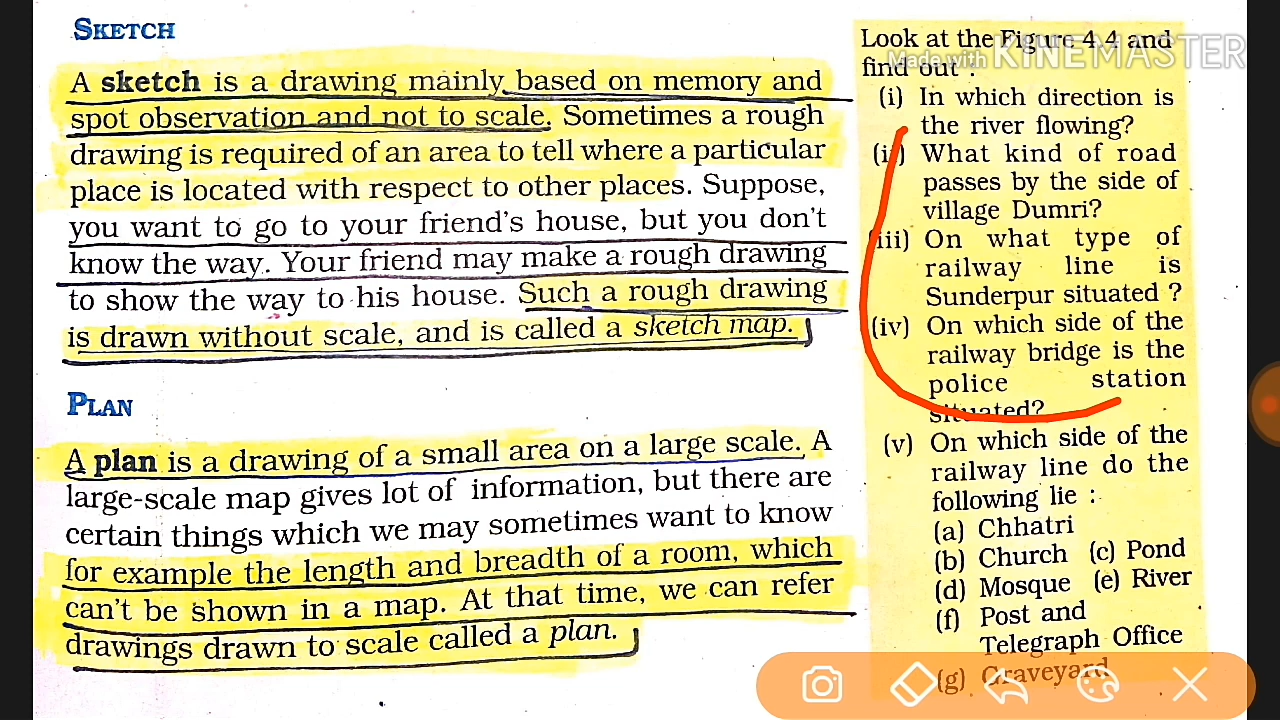 SKETCH
A sketch is a drawing mainly based on memory and
spot observation and not to scale. Sometimes a rough
drawing is required of an area to tell where a particular
place is located with respect to other places. Suppose,
you want to go to your friend's house, but you don't
know the way. Your friend may make a rough drawing
to show the way to his house. Such a rough drawing
is drawn without scale, and is called a sketch map.
PLAN
A plan is a drawing of a small area on a large scale. A
large-scale map gives lot of information, but there are
certain things which we may sometimes want to know
for example the length and breadth of a room, which
can't be shown in a map. At that time, we can refer
drawings drawn to scale called a plan.
Look at the Figure 4.4 and
find out :
(i) In which direction is
the river flowing?
(ii) What kind of road
passes by the side of
village Dumri?
(iii) On what type of
railway line is
Sunderpur situated ?
(iv) On which side of the
railway bridge is the
police station
situated?
(v) On which side of the
railway line do the
following lie :
(a) Chhatri
(b) Church (c) Pond
(d) Mosque (e) River
(f) Post and
Telegraph Office
(g) Graveyard
Made with KINEMASTER